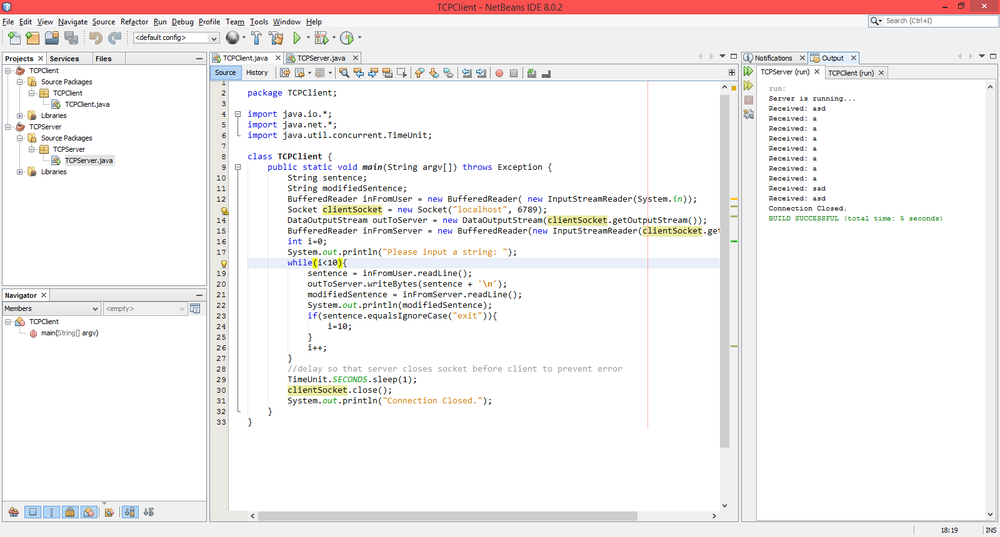 TCPClient - NetBeans IDE 8.0.2
File Edit View Navigate Source Refactor Run Debug Profile Team Tools Window Help
Search (Ctrl+I)
<default config>
Projects Services Files
TCPClient
Source Packages
TCPClient
TCPClient.java
Libraries
TCPServer
Source Packages
TCPServer
TCPServer.java
Libraries
Navigator
Members <empty>
TCPClient
main(String[] argv)
TCPClient.java TCPServer.java
Source History
1
2 package TCPClient;
3
4 import java.io.*;
5 import java.net.*;
6 import java.util.concurrent.TimeUnit;
7
8 class TCPClient {
9 public static void main(String argv[]) throws Exception {
10 String sentence;
11 String modifiedSentence;
12 BufferedReader inFromUser = new BufferedReader( new InputStreamReader(System.in));
Socket clientSocket = new Socket("localhost", 6789);
14 DataOutputStream outToServer = new DataOutputStream(clientSocket.getOutputStream());
15 BufferedReader inFromServer = new BufferedReader(new InputStreamReader(clientSocket.get
16 int i=0;
17 System.out.println("Please input a string: ");
while(i<10){
19 sentence = inFromUser.readLine();
20 outToServer.writeBytes(sentence + '\n');
21 modifiedSentence = inFromServer.readLine();
22 System.out.println(modifiedSentence);
23 if(sentence.equalsIgnoreCase("exit")){
24 i=10;
25 }
26 i++;
27 }
28 //delay so that server closes socket before client to prevent error
29 TimeUnit.SECONDS.sleep(1);
30 clientSocket.close();
31 System.out.println("Connection Closed.");
32 }
33 }
Notifications Output
TCPServer (run) TCPClient (run)
run:
Server is running...
Received: asd
Received: a
Received: a
Received: a
Received: a
Received: a
Received: a
Received: a
Received: sad
Received: asd
Connection Closed.
BUILD SUCCESSFUL (total time: 5 seconds)
18:19 INS